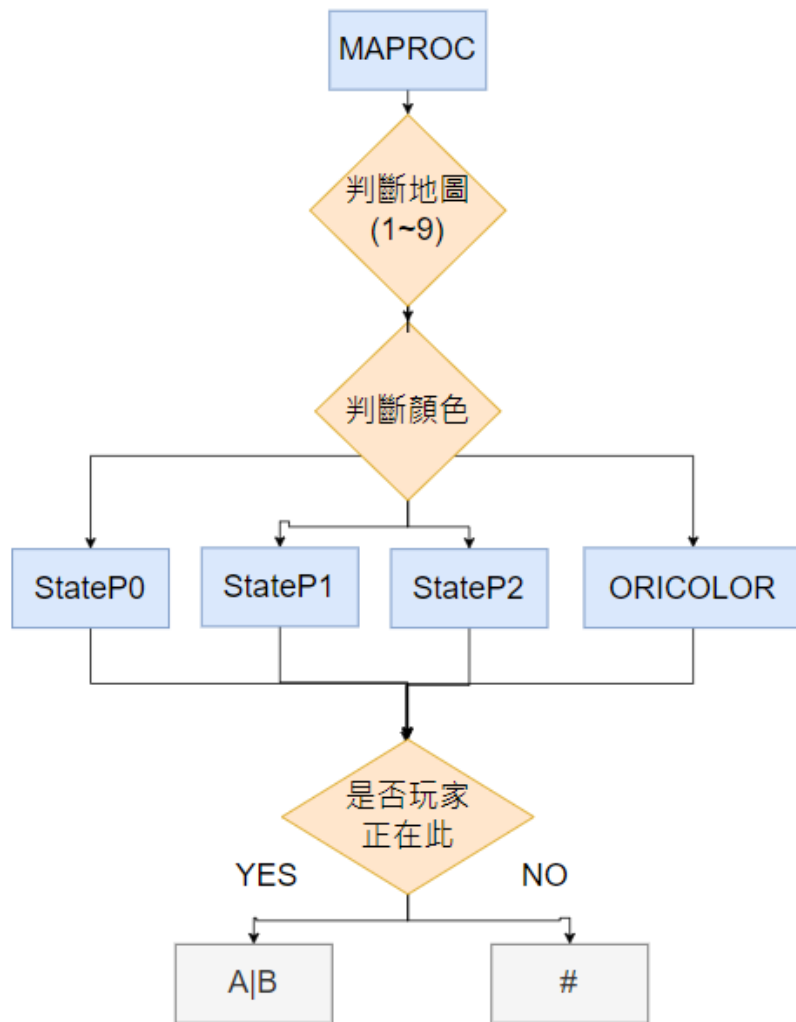 MAPROC
判斷地圖
(1~9)
判斷顏色
StateP0
StateP1
StateP2
ORICOLOR
是否玩家
正在此
YES
NO
A|B
#